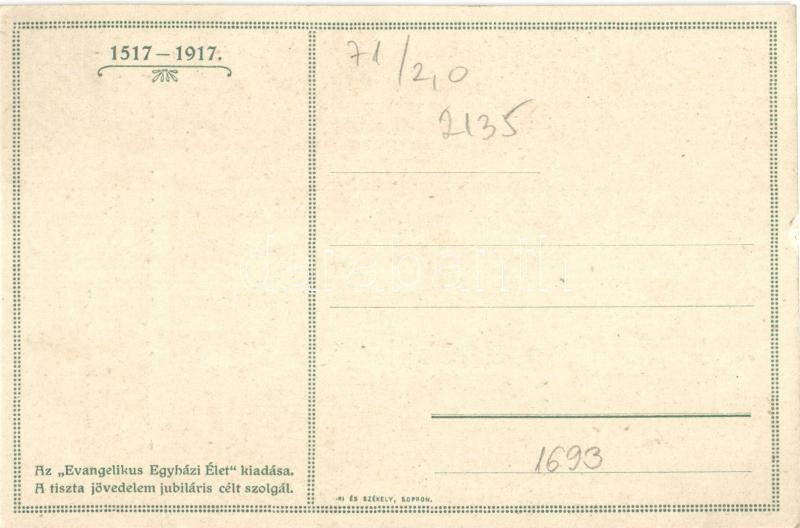 1517 – 1917.
Az „Evangelikus Egyházi Élet“ kiadása.
A tiszta jövedelem jubiláris célt szolgál.
71/2,0
2135
darabanth
1693
ÉS SZÉKELY, SOPRON.